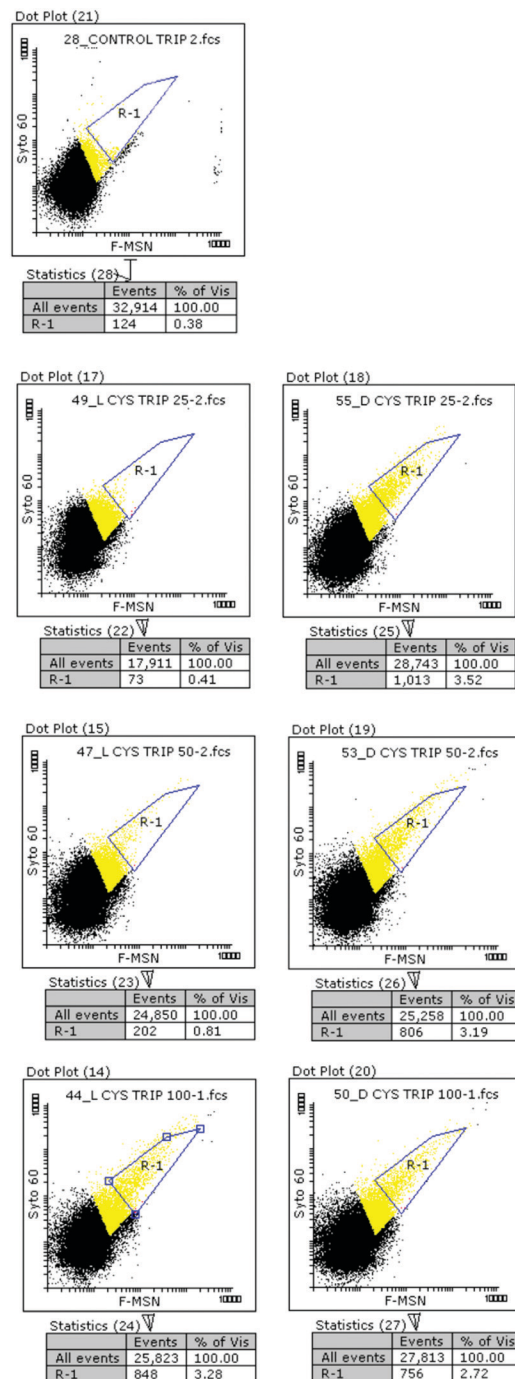 Dot Plot (21)
28_CONTROL TRIP 2.fcs
R-1
Syto 60
F-MSN
Statistics (28)
Events % of Vis
All events 32,914 100.00
R-1 124 0.38
Dot Plot (17)
49_L CYS TRIP 25-2.fcs
R-1
Syto 60
F-MSN
Statistics (22)
Events % of Vis
All events 17,911 100.00
R-1 73 0.41
Dot Plot (18)
55_D CYS TRIP 25-2.fcs
R-1
Syto 60
F-MSN
Statistics (25)
Events % of Vis
All events 28,743 100.00
R-1 1,013 3.52
Dot Plot (15)
47_L CYS TRIP 50-2.fcs
R-1
Syto 60
F-MSN
Statistics (23)
Events % of Vis
All events 24,850 100.00
R-1 202 0.81
Dot Plot (19)
53_D CYS TRIP 50-2.fcs
R-1
Syto 60
F-MSN
Statistics (26)
Events % of Vis
All events 25,258 100.00
R-1 806 3.19
Dot Plot (14)
44_L CYS TRIP 100-1.fcs
R-1
Syto 60
F-MSN
Statistics (24)
Events % of Vis
All events 25,823 100.00
R-1 848 3.28
Dot Plot (20)
50_D CYS TRIP 100-1.fcs
R-1
Syto 60
F-MSN
Statistics (27)
Events % of Vis
All events 27,813 100.00
R-1 756 2.72